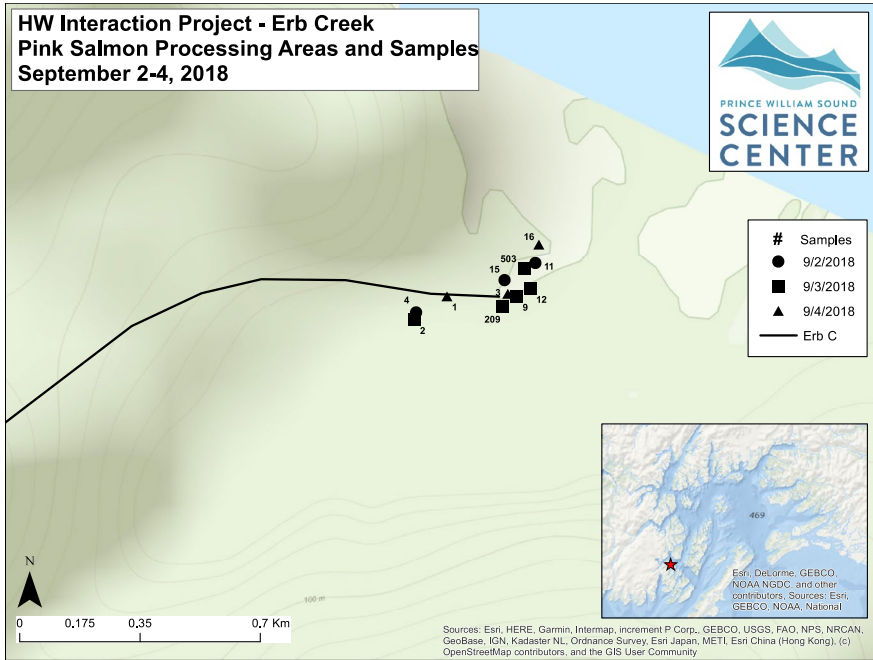 HW Interaction Project - Erb Creek
Pink Salmon Processing Areas and Samples
September 2-4, 2018
PRINCE WILLIAM SOUND
SCIENCE
CENTER
# Samples
9/2/2018
9/3/2018
9/4/2018
Erb C
16
503
11
15
3
12
9
209
4
1
2
469
Esri, DeLorme, GEBCO,
NOAA NGDC, and other
contributors, Sources: Esri,
GEBCO, NOAA, National
N
100 m
0 0.175 0.35 0.7 Km
Sources: Esri, HERE, Garmin, Intermap, increment P Corp., GEBCO, USGS, FAO, NPS, NRCAN,
GeoBase, IGN, Kadaster NL, Ordnance Survey, Esri Japan, METI, Esri China (Hong Kong), (c)
OpenStreetMap contributors, and the GIS User Community